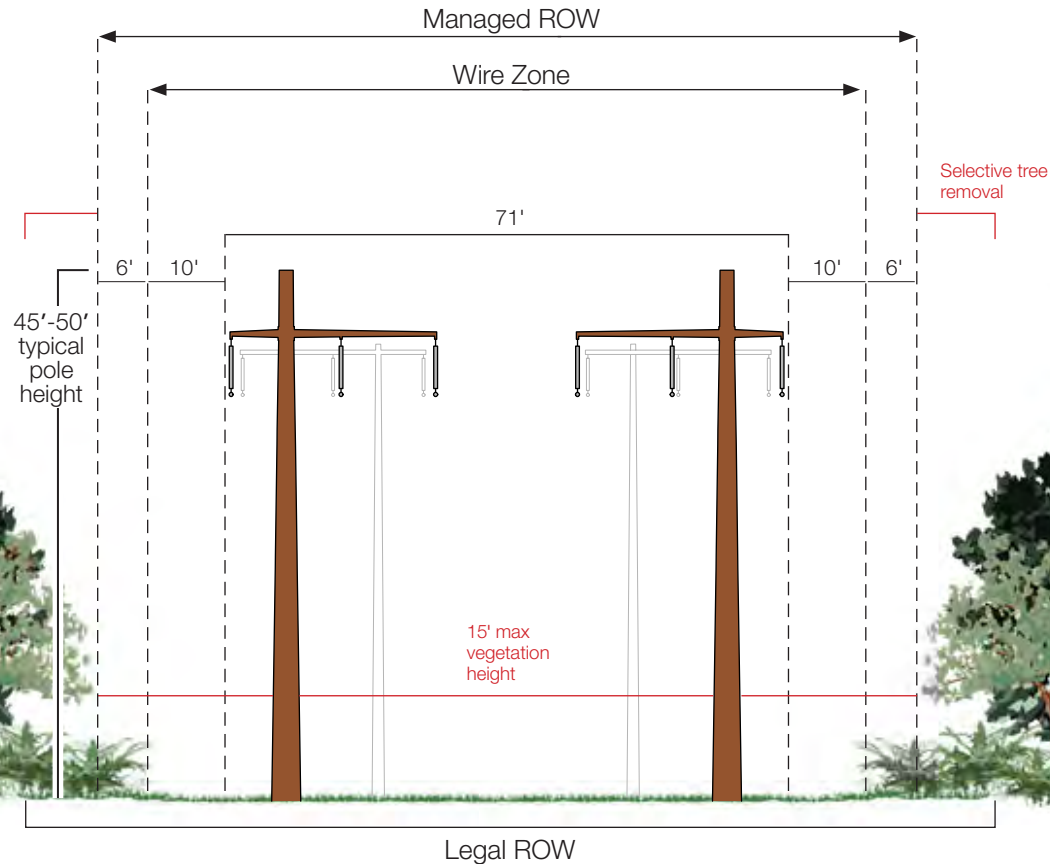 Managed ROW
Wire Zone
Selective tree
removal
71'
6'
10'
10'
6'
45'-50'
typical
pole
height
15' max
vegetation
height
Legal ROW